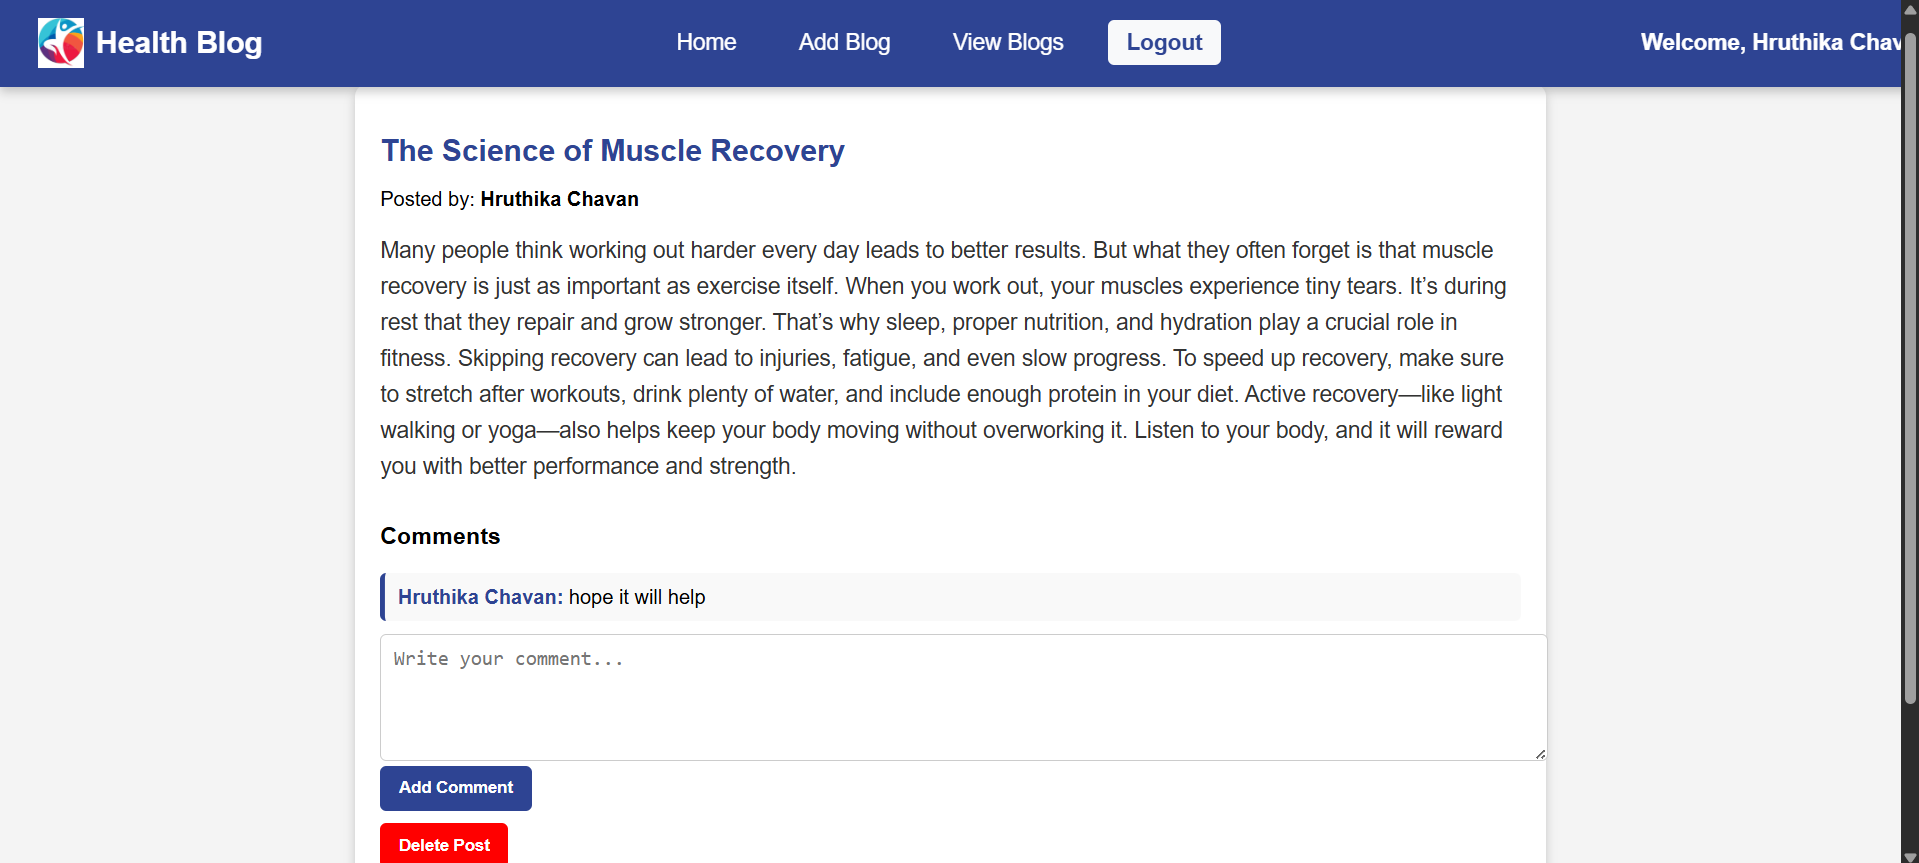 Health Blog
Home
Add Blog
View Blogs
Logout
Welcome, Hruthika Chav
The Science of Muscle Recovery
Posted by: Hruthika Chavan
Many people think working out harder every day leads to better results. But what they often forget is that muscle
recovery is just as important as exercise itself. When you work out, your muscles experience tiny tears. It’s during
rest that they repair and grow stronger. That’s why sleep, proper nutrition, and hydration play a crucial role in
fitness. Skipping recovery can lead to injuries, fatigue, and even slow progress. To speed up recovery, make sure
to stretch after workouts, drink plenty of water, and include enough protein in your diet. Active recovery—like light
walking or yoga—also helps keep your body moving without overworking it. Listen to your body, and it will reward
you with better performance and strength.
Comments
Hruthika Chavan: hope it will help
Write your comment...
Add Comment
Delete Post